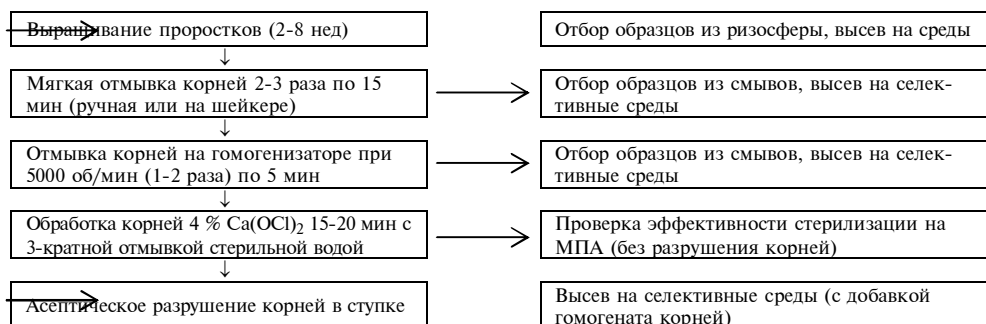 Выращивание проростков (2-8 нед)
Отбор образцов из ризосферы, высев на среды
Мягкая отмывка корней 2-3 раза по 15
мин (ручная или на шейкере)
Отбор образцов из смывов, высев на селек-
тивные среды
Отмывка корней на гомогенизаторе при
5000 об/мин (1-2 раза) по 5 мин
Отбор образцов из смывов, высев на селек-
тивные среды
Обработка корней 4 % Ca(OCl)₂ 15-20 мин с
3-кратной отмывкой стерильной водой
Проверка эффективности стерилизации на
МПА (без разрушения корней)
Асептическое разрушение корней в ступке
Высев на селективные среды (с добавкой
гомогената корней)